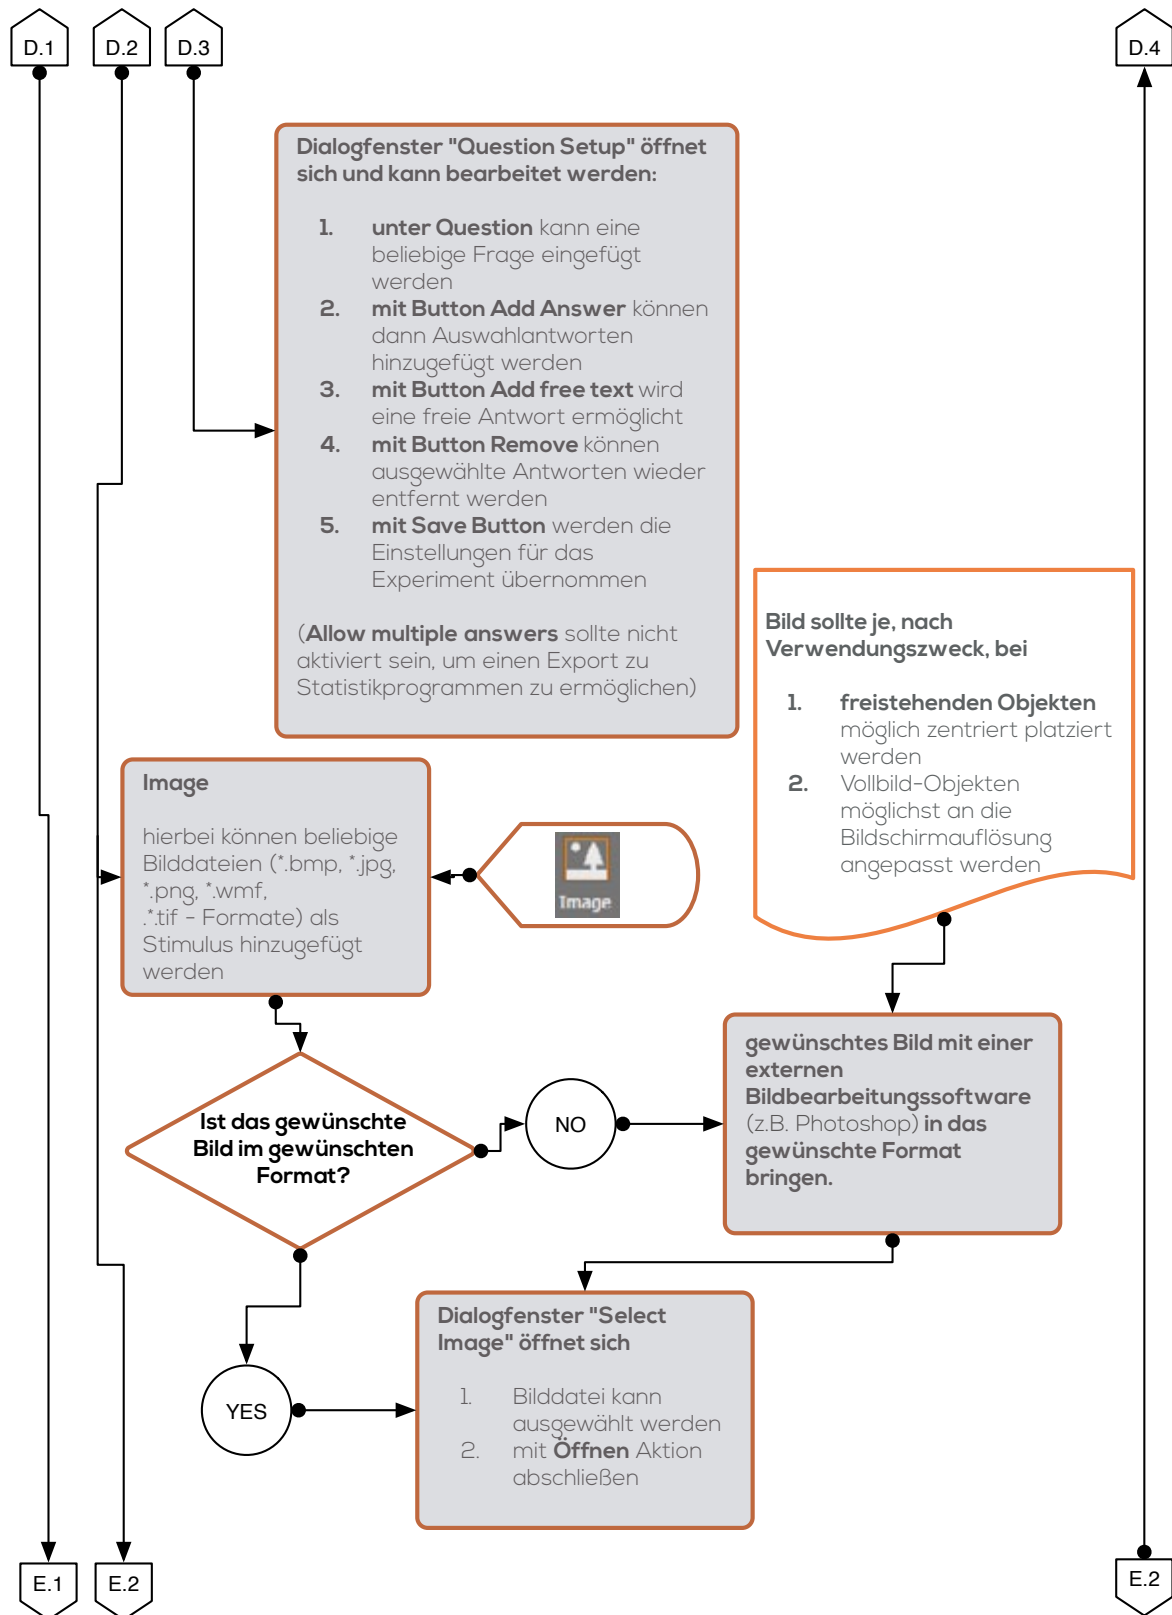 D.1
D.2
D.3
D.4
Dialogfenster "Question Setup" öffnet
sich und kann bearbeitet werden:
1. unter Question kann eine
beliebige Frage eingefügt
werden
2. mit Button Add Answer können
dann Auswahlantworten
hinzugefügt werden
3. mit Button Add free text wird
eine freie Antwort ermöglicht
4. mit Button Remove können
ausgewählte Antworten wieder
entfernt werden
5. mit Save Button werden die
Einstellungen für das
Experiment übernommen
(Allow multiple answers sollte nicht
aktiviert sein, um einen Export zu
Statistikprogrammen zu ermöglichen)
Bild sollte je, nach
Verwendungszweck, bei
1. freistehenden Objekten
möglich zentriert platziert
werden
2. Vollbild-Objekten
möglichst an die
Bildschirmauflösung
angepasst werden
Image
hierbei können beliebige
Bilddateien (*.bmp, *.jpg,
*.png, *.wmf,
.*.tif - Formate) als
Stimulus hinzugefügt
werden
Image
gewünschtes Bild mit einer
externen
Bildbearbeitungssoftware
(z.B. Photoshop) in das
gewünschte Format
bringen.
Ist das gewünschte
Bild im gewünschten
Format?
NO
YES
Dialogfenster "Select
Image" öffnet sich
1. Bilddatei kann
ausgewählt werden
2. mit Öffnen Aktion
abschließen
E.1
E.2
E.2